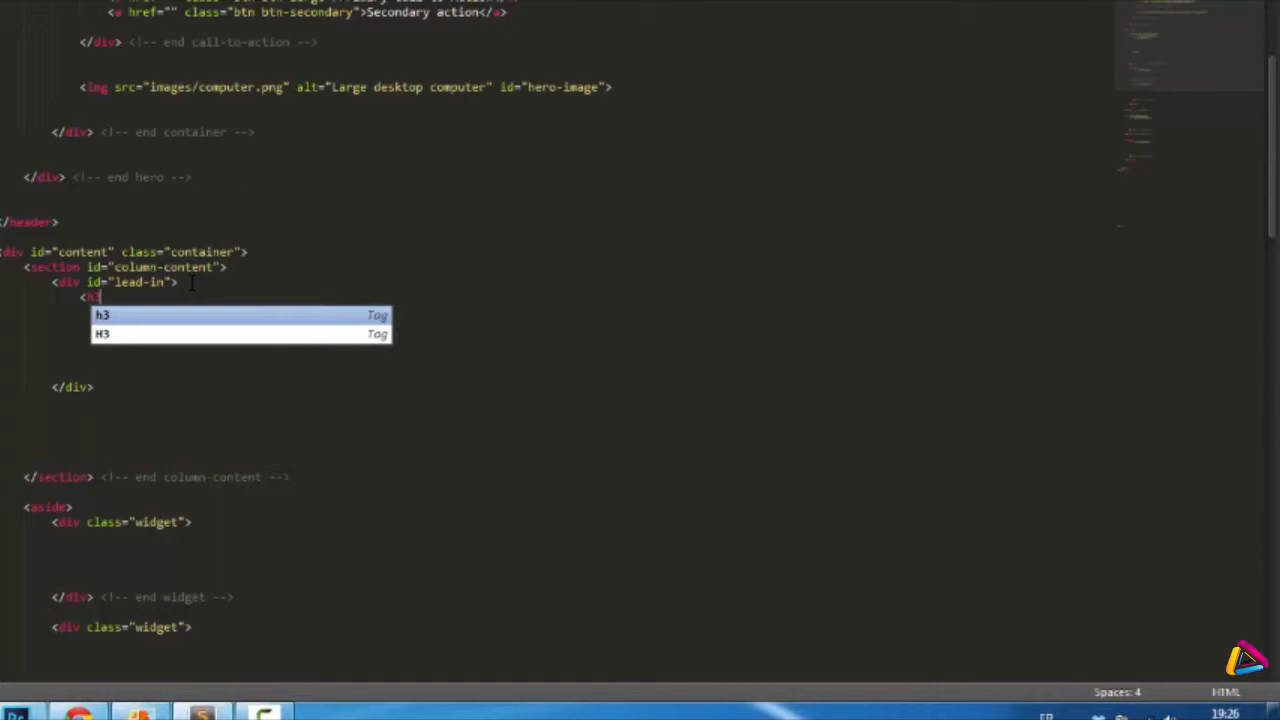 <a href="" class="btn btn-secondary">Secondary action</a>
</div> <!-- end call-to-action -->
<img src="images/computer.png" alt="Large desktop computer" id="hero-image">
</div> <!-- end container -->
</div> <!-- end hero -->
</header>
<div id="content" class="container">
<section id="column-content">
<div id="lead-in">
<h3
h3 Tag
H3 Tag
</div>
</section> <!-- end column-content -->
<aside>
<div class="widget">
</div> <!-- end widget -->
<div class="widget">
Spaces: 4 HTML
Ps FR 19:26